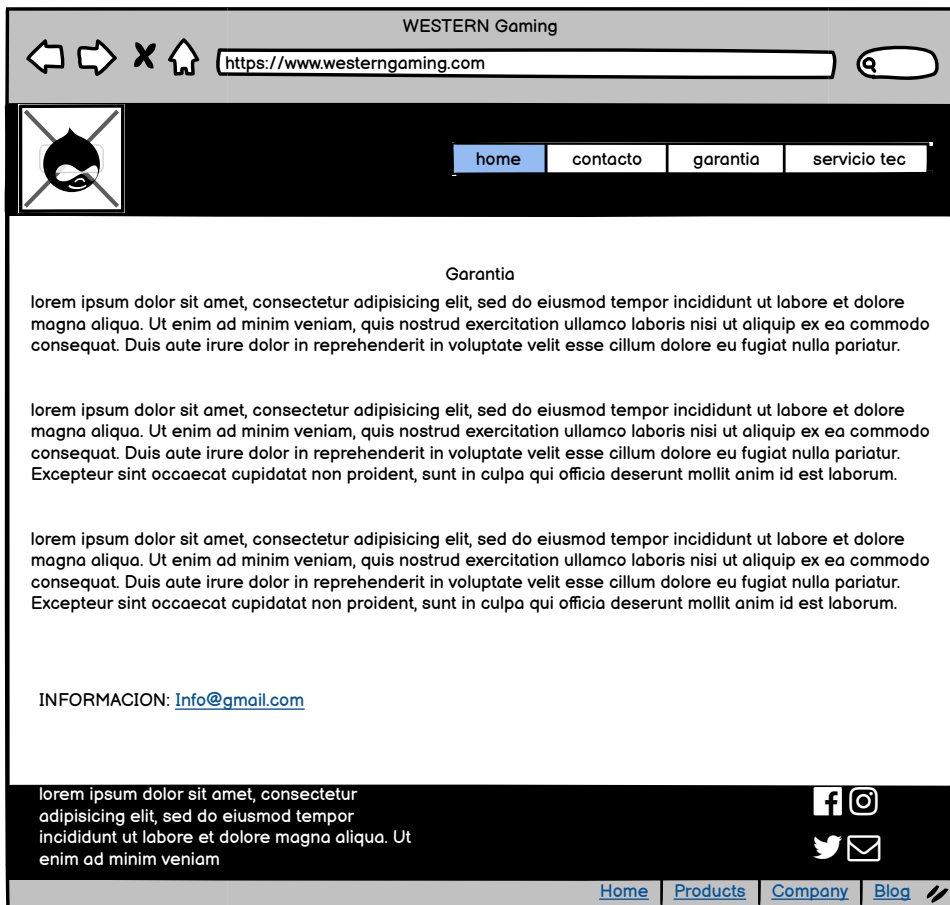 WESTERN Gaming
https://www.westerngaming.com
home contacto garantia servicio tec
Garantia
lorem ipsum dolor sit amet, consectetur adipisicing elit, sed do eiusmod tempor incididunt ut labore et dolore
magna aliqua. Ut enim ad minim veniam, quis nostrud exercitation ullamco laboris nisi ut aliquip ex ea commodo
consequat. Duis aute irure dolor in reprehenderit in voluptate velit esse cillum dolore eu fugiat nulla pariatur.
lorem ipsum dolor sit amet, consectetur adipisicing elit, sed do eiusmod tempor incididunt ut labore et dolore
magna aliqua. Ut enim ad minim veniam, quis nostrud exercitation ullamco laboris nisi ut aliquip ex ea commodo
consequat. Duis aute irure dolor in reprehenderit in voluptate velit esse cillum dolore eu fugiat nulla pariatur.
Excepteur sint occaecat cupidatat non proident, sunt in culpa qui officia deserunt mollit anim id est laborum.
lorem ipsum dolor sit amet, consectetur adipisicing elit, sed do eiusmod tempor incididunt ut labore et dolore
magna aliqua. Ut enim ad minim veniam, quis nostrud exercitation ullamco laboris nisi ut aliquip ex ea commodo
consequat. Duis aute irure dolor in reprehenderit in voluptate velit esse cillum dolore eu fugiat nulla pariatur.
Excepteur sint occaecat cupidatat non proident, sunt in culpa qui officia deserunt mollit anim id est laborum.
INFORMACION: Info@gmail.com
lorem ipsum dolor sit amet, consectetur
adipisicing elit, sed do eiusmod tempor
incididunt ut labore et dolore magna aliqua. Ut
enim ad minim veniam
Home Products Company Blog